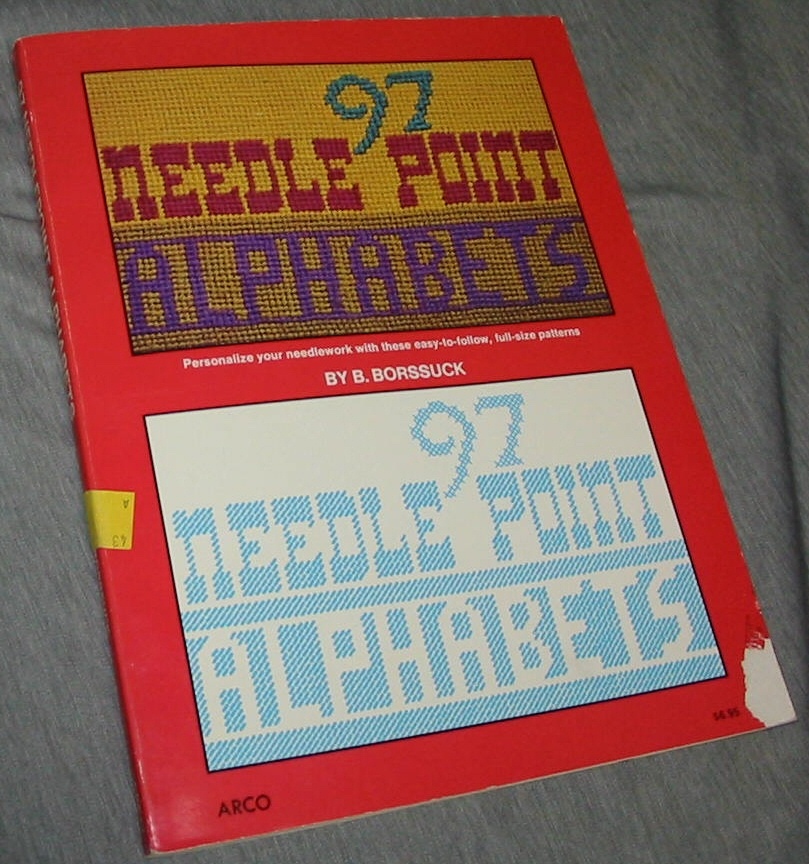 97
NEEDLE POINT
ALPHABETS
Personalize your needlework with these easy-to-follow, full-size patterns
BY B. BORSSUCK
97
NEEDLE POINT
ALPHABETS
A
43
$6.95
ARCO